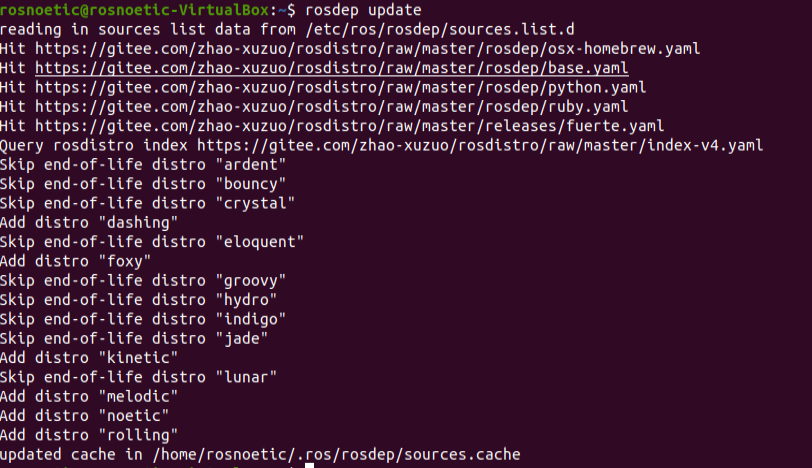 rosnoetic@rosnoetic-VirtualBox:~$ rosdep update
reading in sources list data from /etc/ros/rosdep/sources.list.d
Hit https://gitee.com/zhao-xuzuo/rosdistro/raw/master/rosdep/osx-homebrew.yaml
Hit https://gitee.com/zhao-xuzuo/rosdistro/raw/master/rosdep/base.yaml
Hit https://gitee.com/zhao-xuzuo/rosdistro/raw/master/rosdep/python.yaml
Hit https://gitee.com/zhao-xuzuo/rosdistro/raw/master/rosdep/ruby.yaml
Hit https://gitee.com/zhao-xuzuo/rosdistro/raw/master/releases/fuerte.yaml
Query rosdistro index https://gitee.com/zhao-xuzuo/rosdistro/raw/master/index-v4.yaml
Skip end-of-life distro "ardent"
Skip end-of-life distro "bouncy"
Skip end-of-life distro "crystal"
Add distro "dashing"
Skip end-of-life distro "eloquent"
Add distro "foxy"
Skip end-of-life distro "groovy"
Skip end-of-life distro "hydro"
Skip end-of-life distro "indigo"
Skip end-of-life distro "jade"
Add distro "kinetic"
Skip end-of-life distro "lunar"
Add distro "melodic"
Add distro "noetic"
Add distro "rolling"
updated cache in /home/rosnoetic/.ros/rosdep/sources.cache